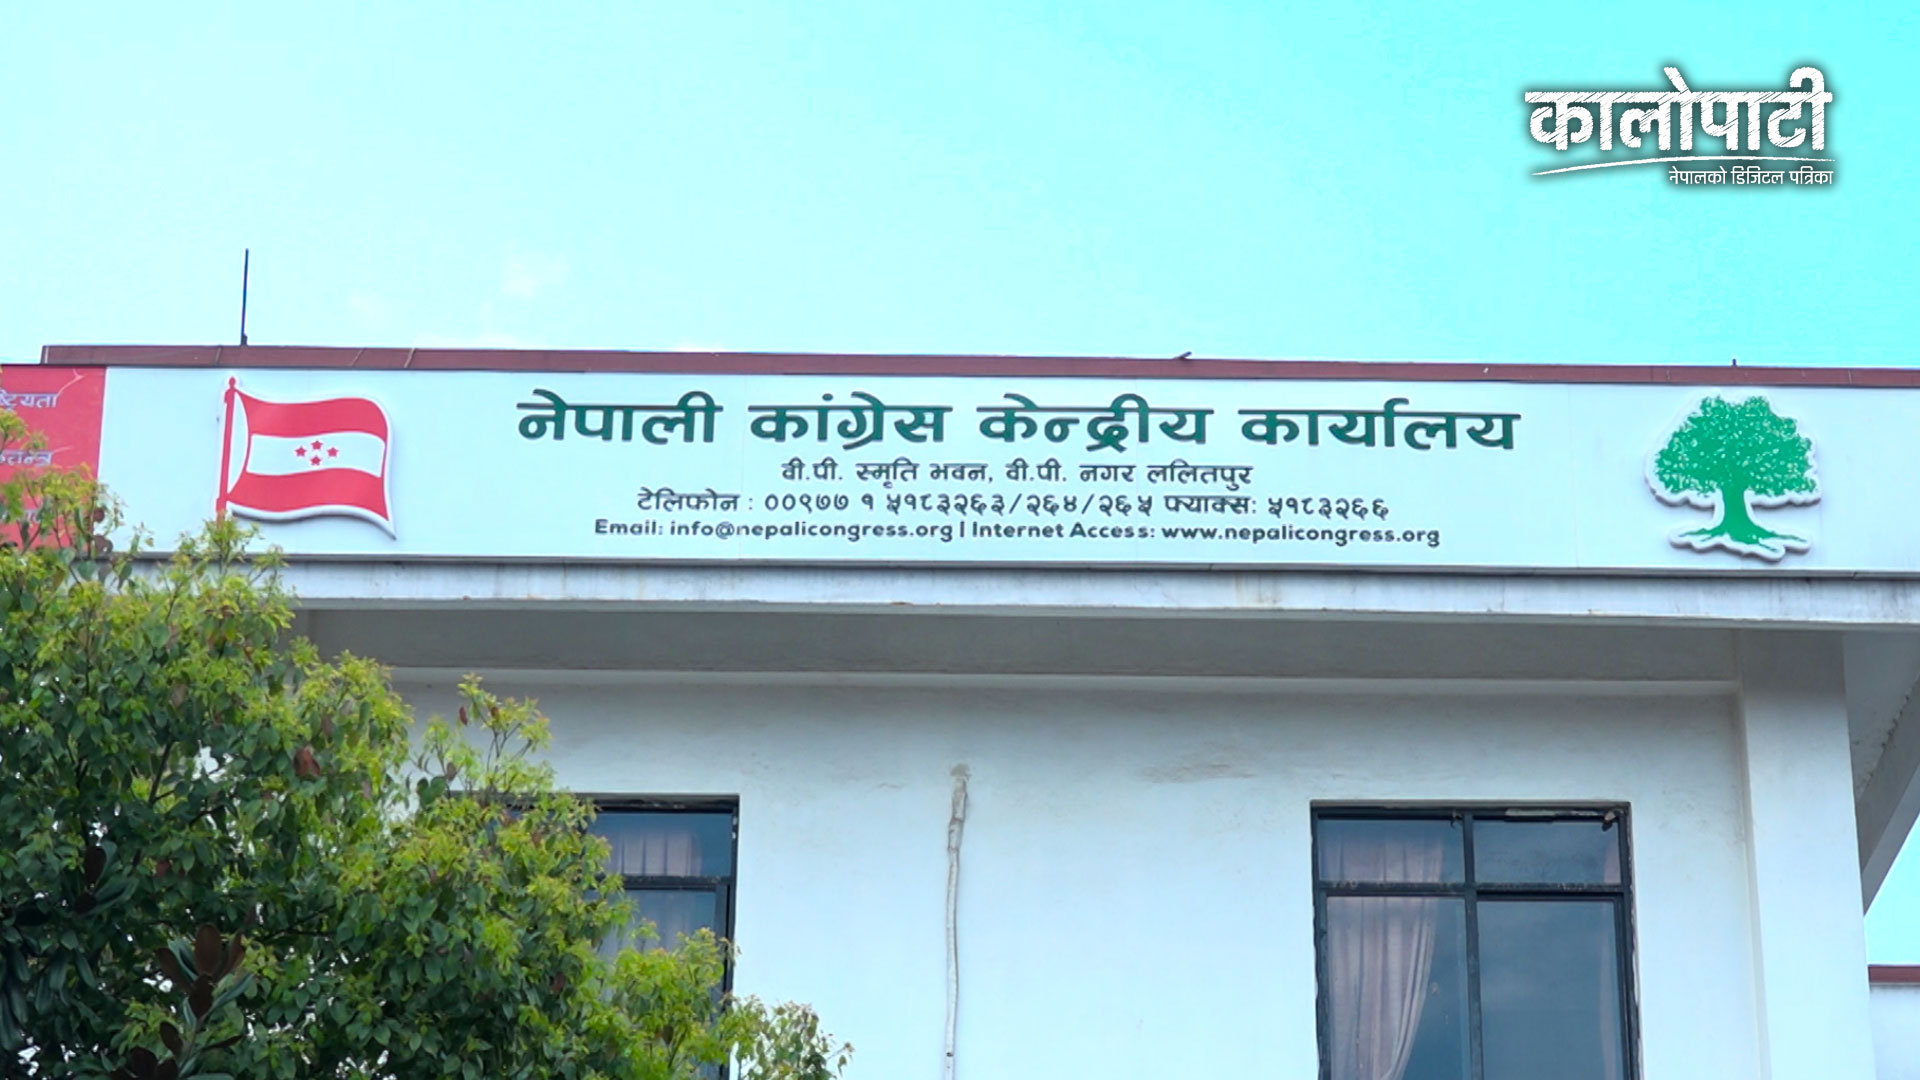 कालोपाटी
नेपालको डिजिटल पत्रिका
नेपाली कांग्रेस केन्द्रीय कार्यालय
वी.पी. स्मृति भवन, वी.पी. नगर ललितपुर
टेलिफोन : ००९७७ १ ५१८३२६३/२६४/२६५ फ्याक्स: ५१८३२६६
Email: info@nepalicongress.org | Internet Access: www.nepalicongress.org